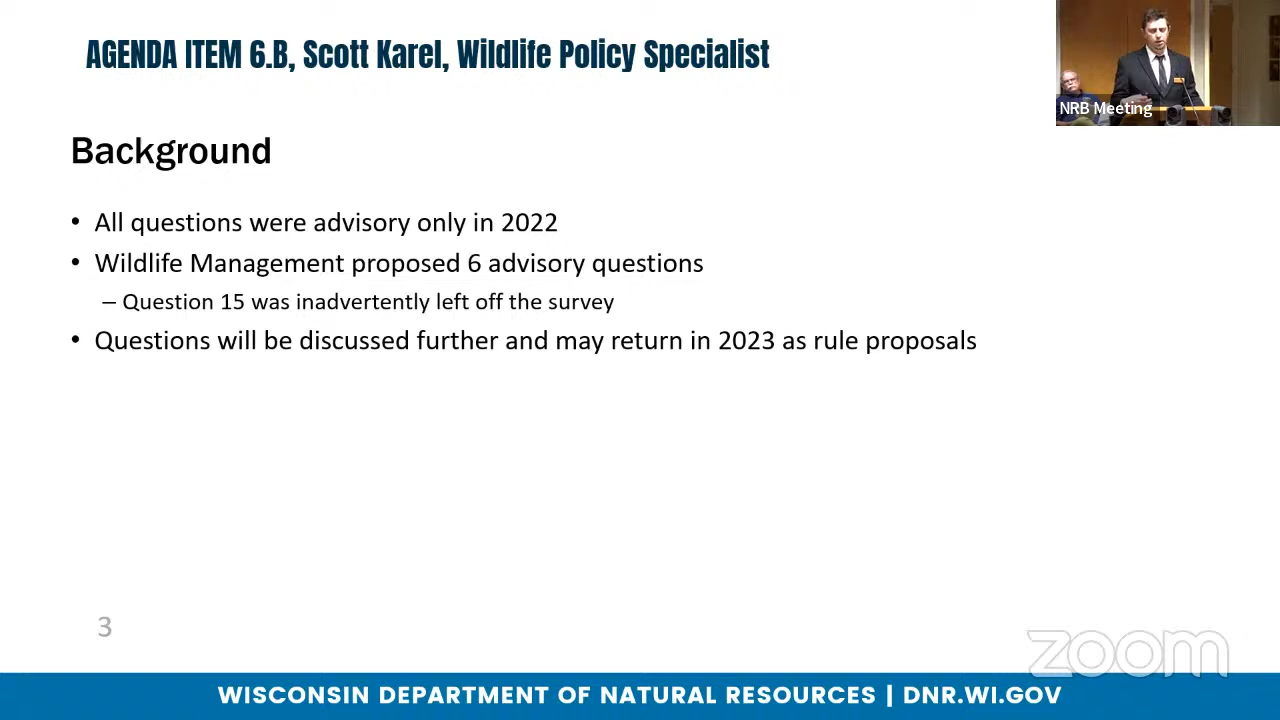 AGENDA ITEM 6.B, Scott Karel, Wildlife Policy Specialist
NRB Meeting
Background
• All questions were advisory only in 2022
• Wildlife Management proposed 6 advisory questions
– Question 15 was inadvertently left off the survey
• Questions will be discussed further and may return in 2023 as rule proposals
3
zoom
WISCONSIN DEPARTMENT OF NATURAL RESOURCES | DNR.WI.GOV